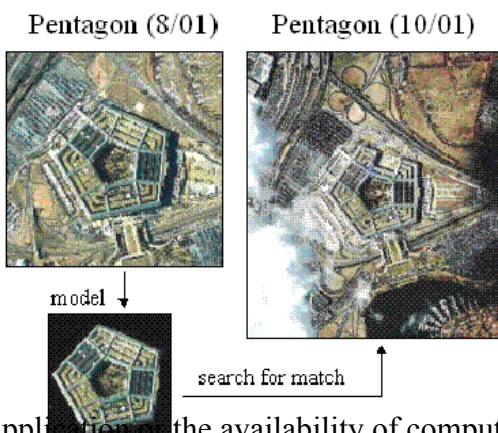 Pentagon (8/01) Pentagon (10/01)
model
search for match
the availability of comput